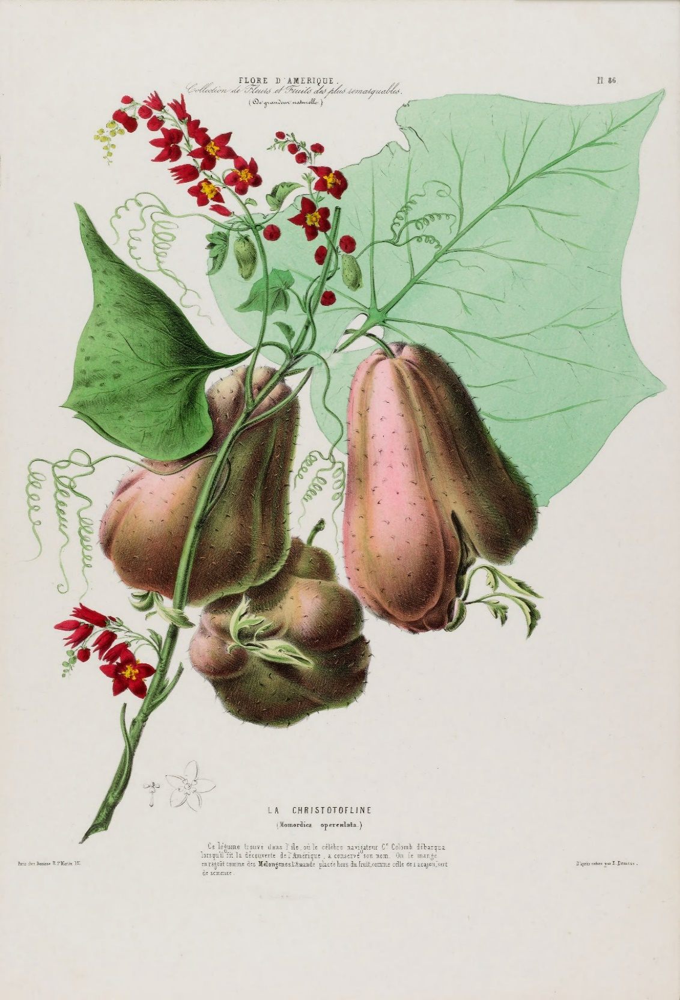 FLORE D'AMERIQUE.
Pl 86
Collection de Fleurs et Fruits des plus remarquables.
(De grandeur naturelle.)
LA CHRISTOTOFLINE
(Momordica operculata.)
Ce légume trouvé dans l'île, où le célèbre navigateur Cе Colomb débarqua
lorsqu'il fit la découverte de l'Amérique, a conservé son nom. On le mange
en ragoût comme des Melongenes. L'Amande placée hors du fruit, comme celle de l'acajou, sert
de semence.
Paris chez Denisse R. St Martin
D'après nature par E. Denisse.